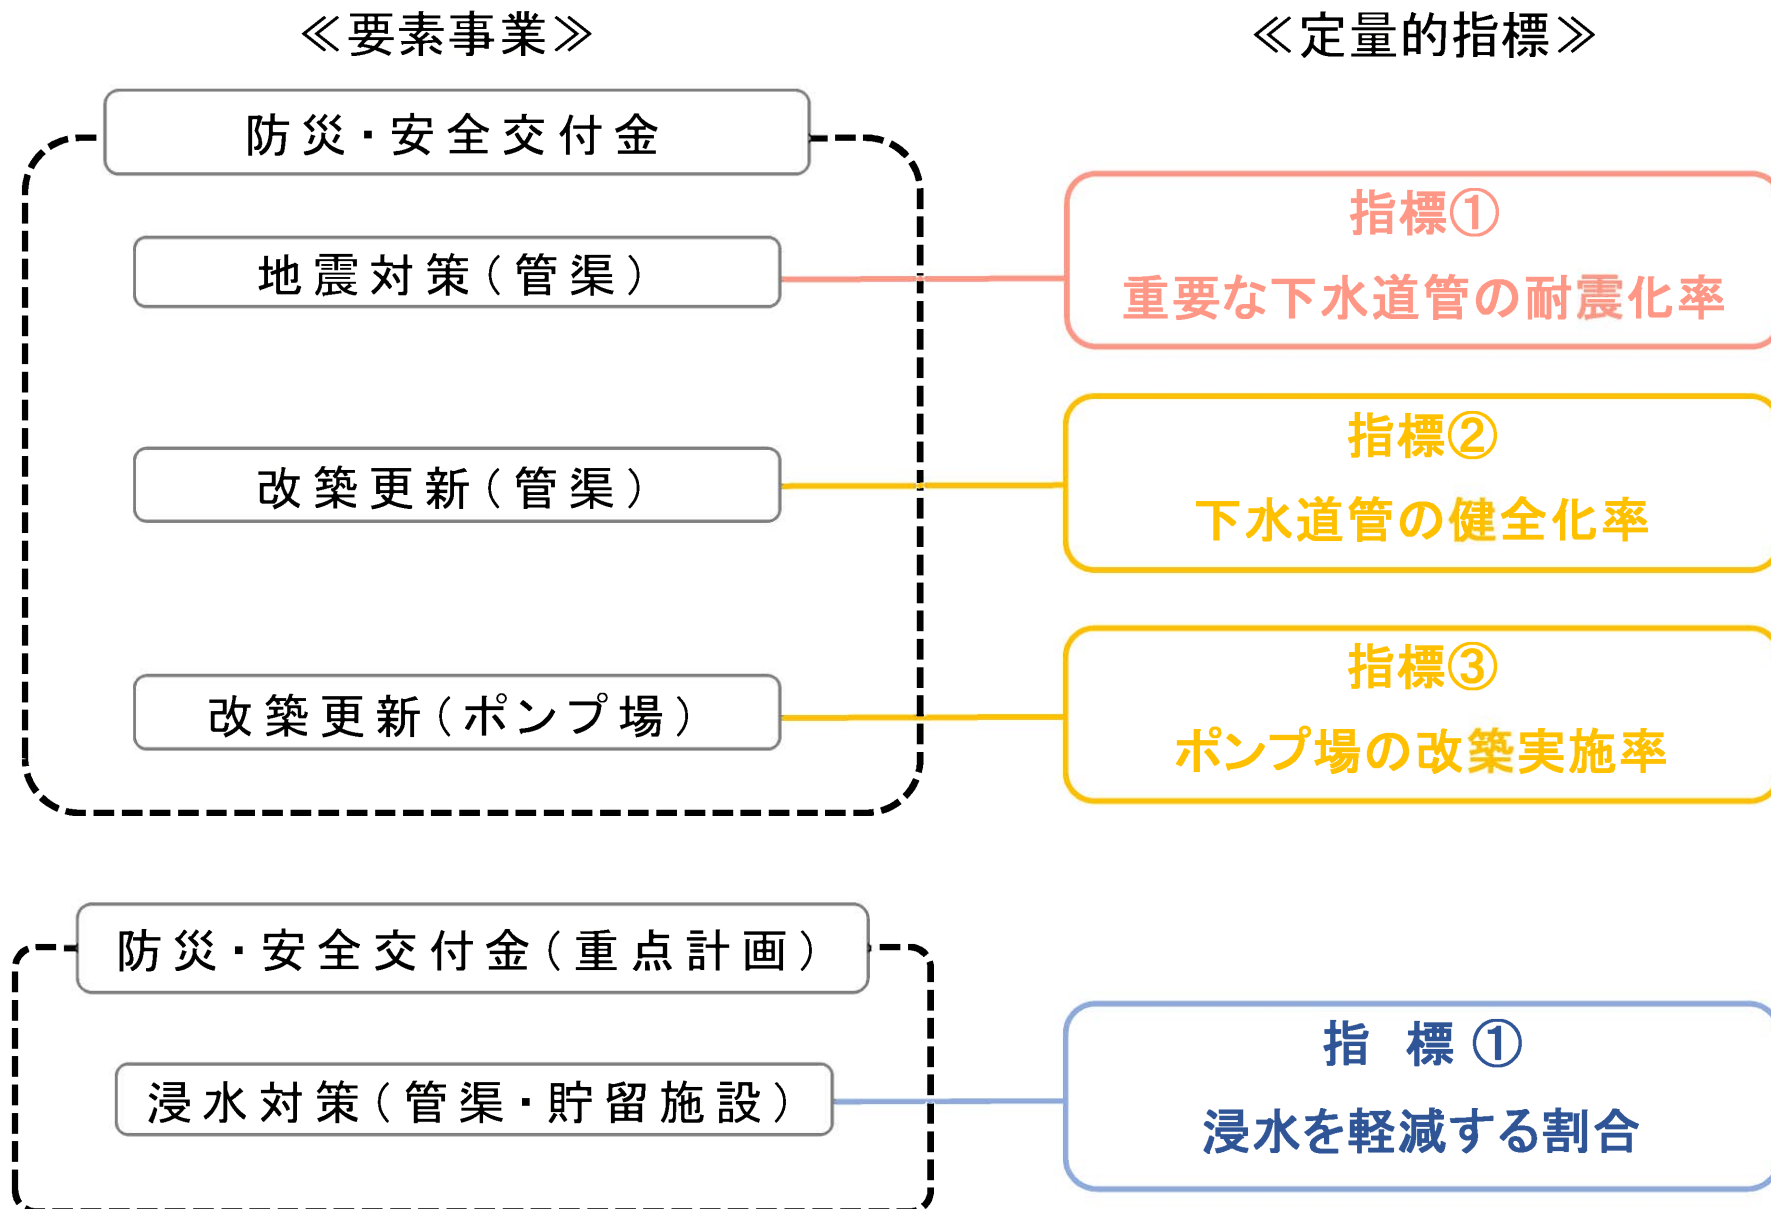 ≪要素事業≫
≪定量的指標≫
防災・安全交付金
地震対策(管渠)
指標①
重要な下水道管の耐震化率
改築更新(管渠)
指標②
下水道管の健全化率
改築更新(ポンプ場)
指標③
ポンプ場の改築実施率
防災・安全交付金(重点計画)
浸水対策(管渠・貯留施設)
指 標 ①
浸水を軽減する割合